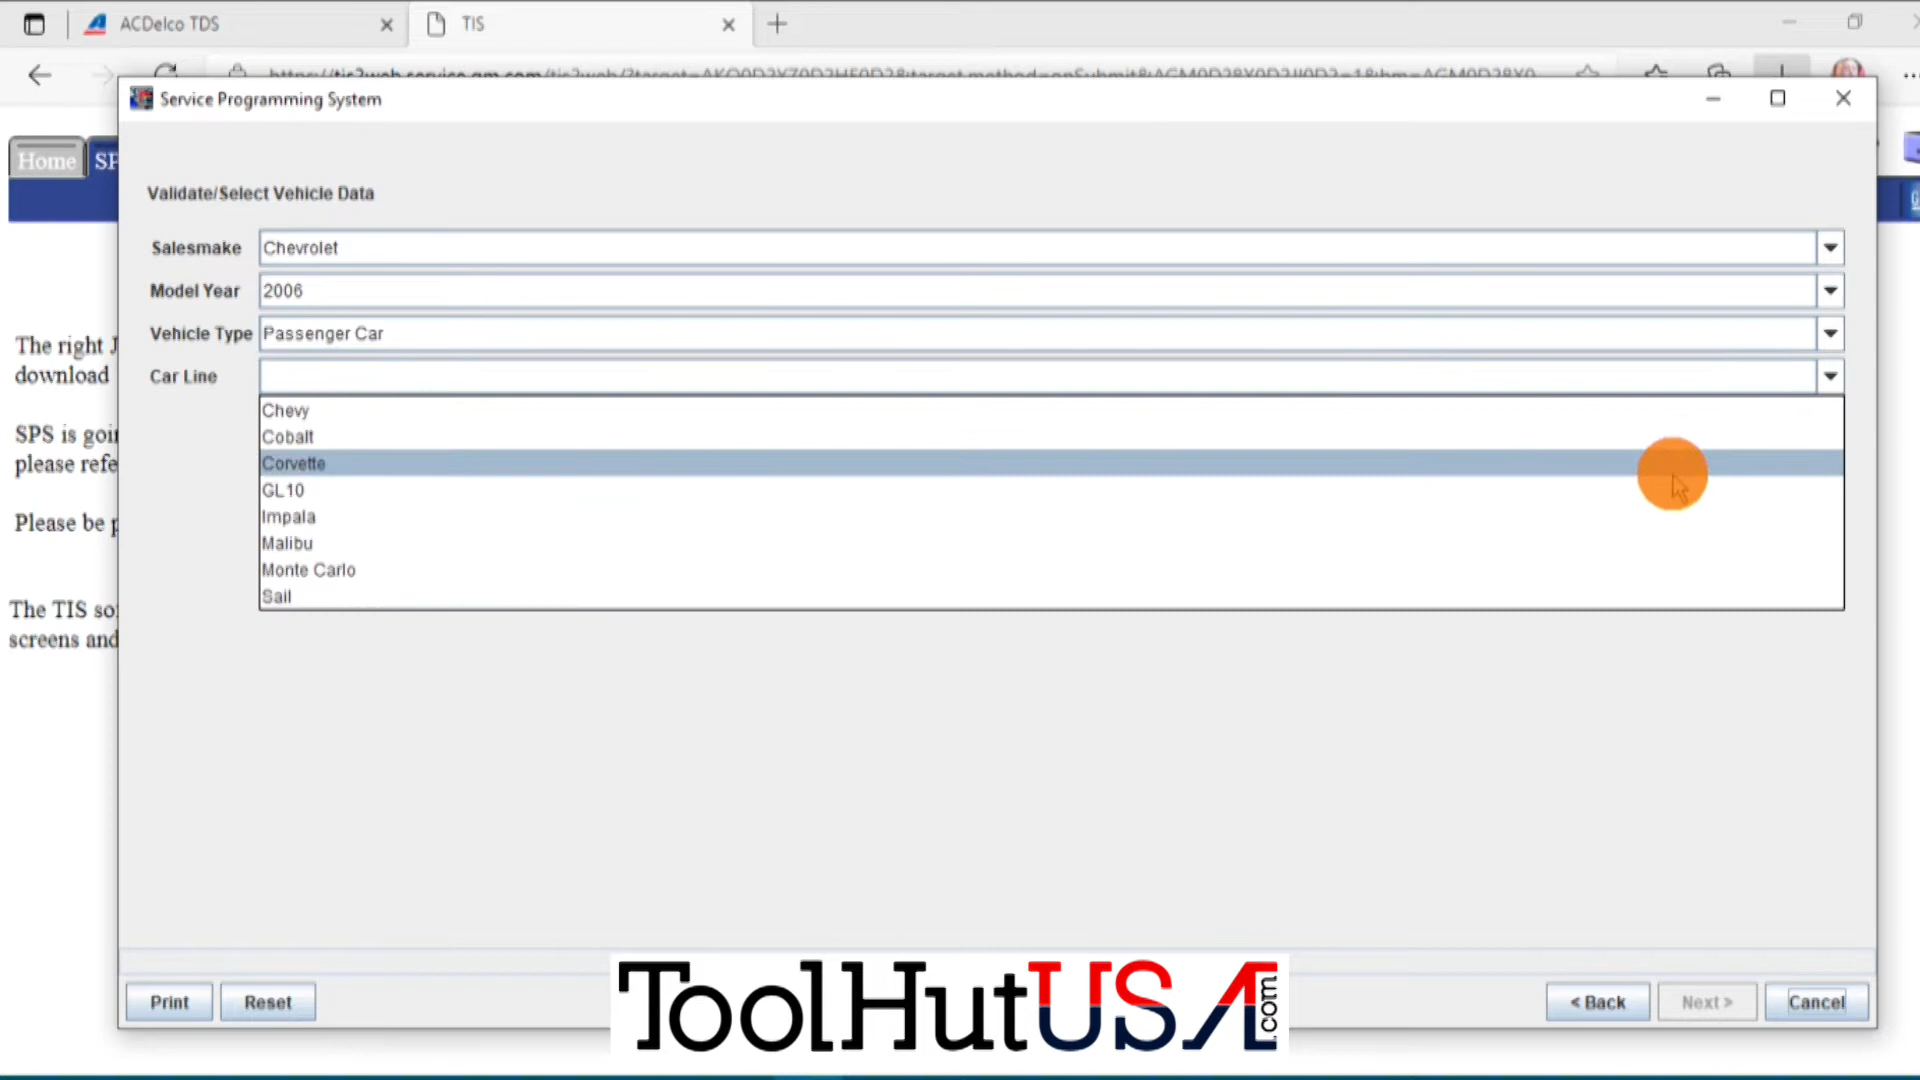 ACDelco TDS
TIS
Service Programming System
Home
SP
Validate/Select Vehicle Data
Salesmake Chevrolet
Model Year 2006
Vehicle Type Passenger Car
Car Line
Chevy
Cobalt
Corvette
GL10
Impala
Malibu
Monte Carlo
Sail
The right J
download
SPS is goin
please refe
Please be p
The TIS so
screens and
Print
Reset
ToolHutUSA.com
< Back
Next >
Cancel